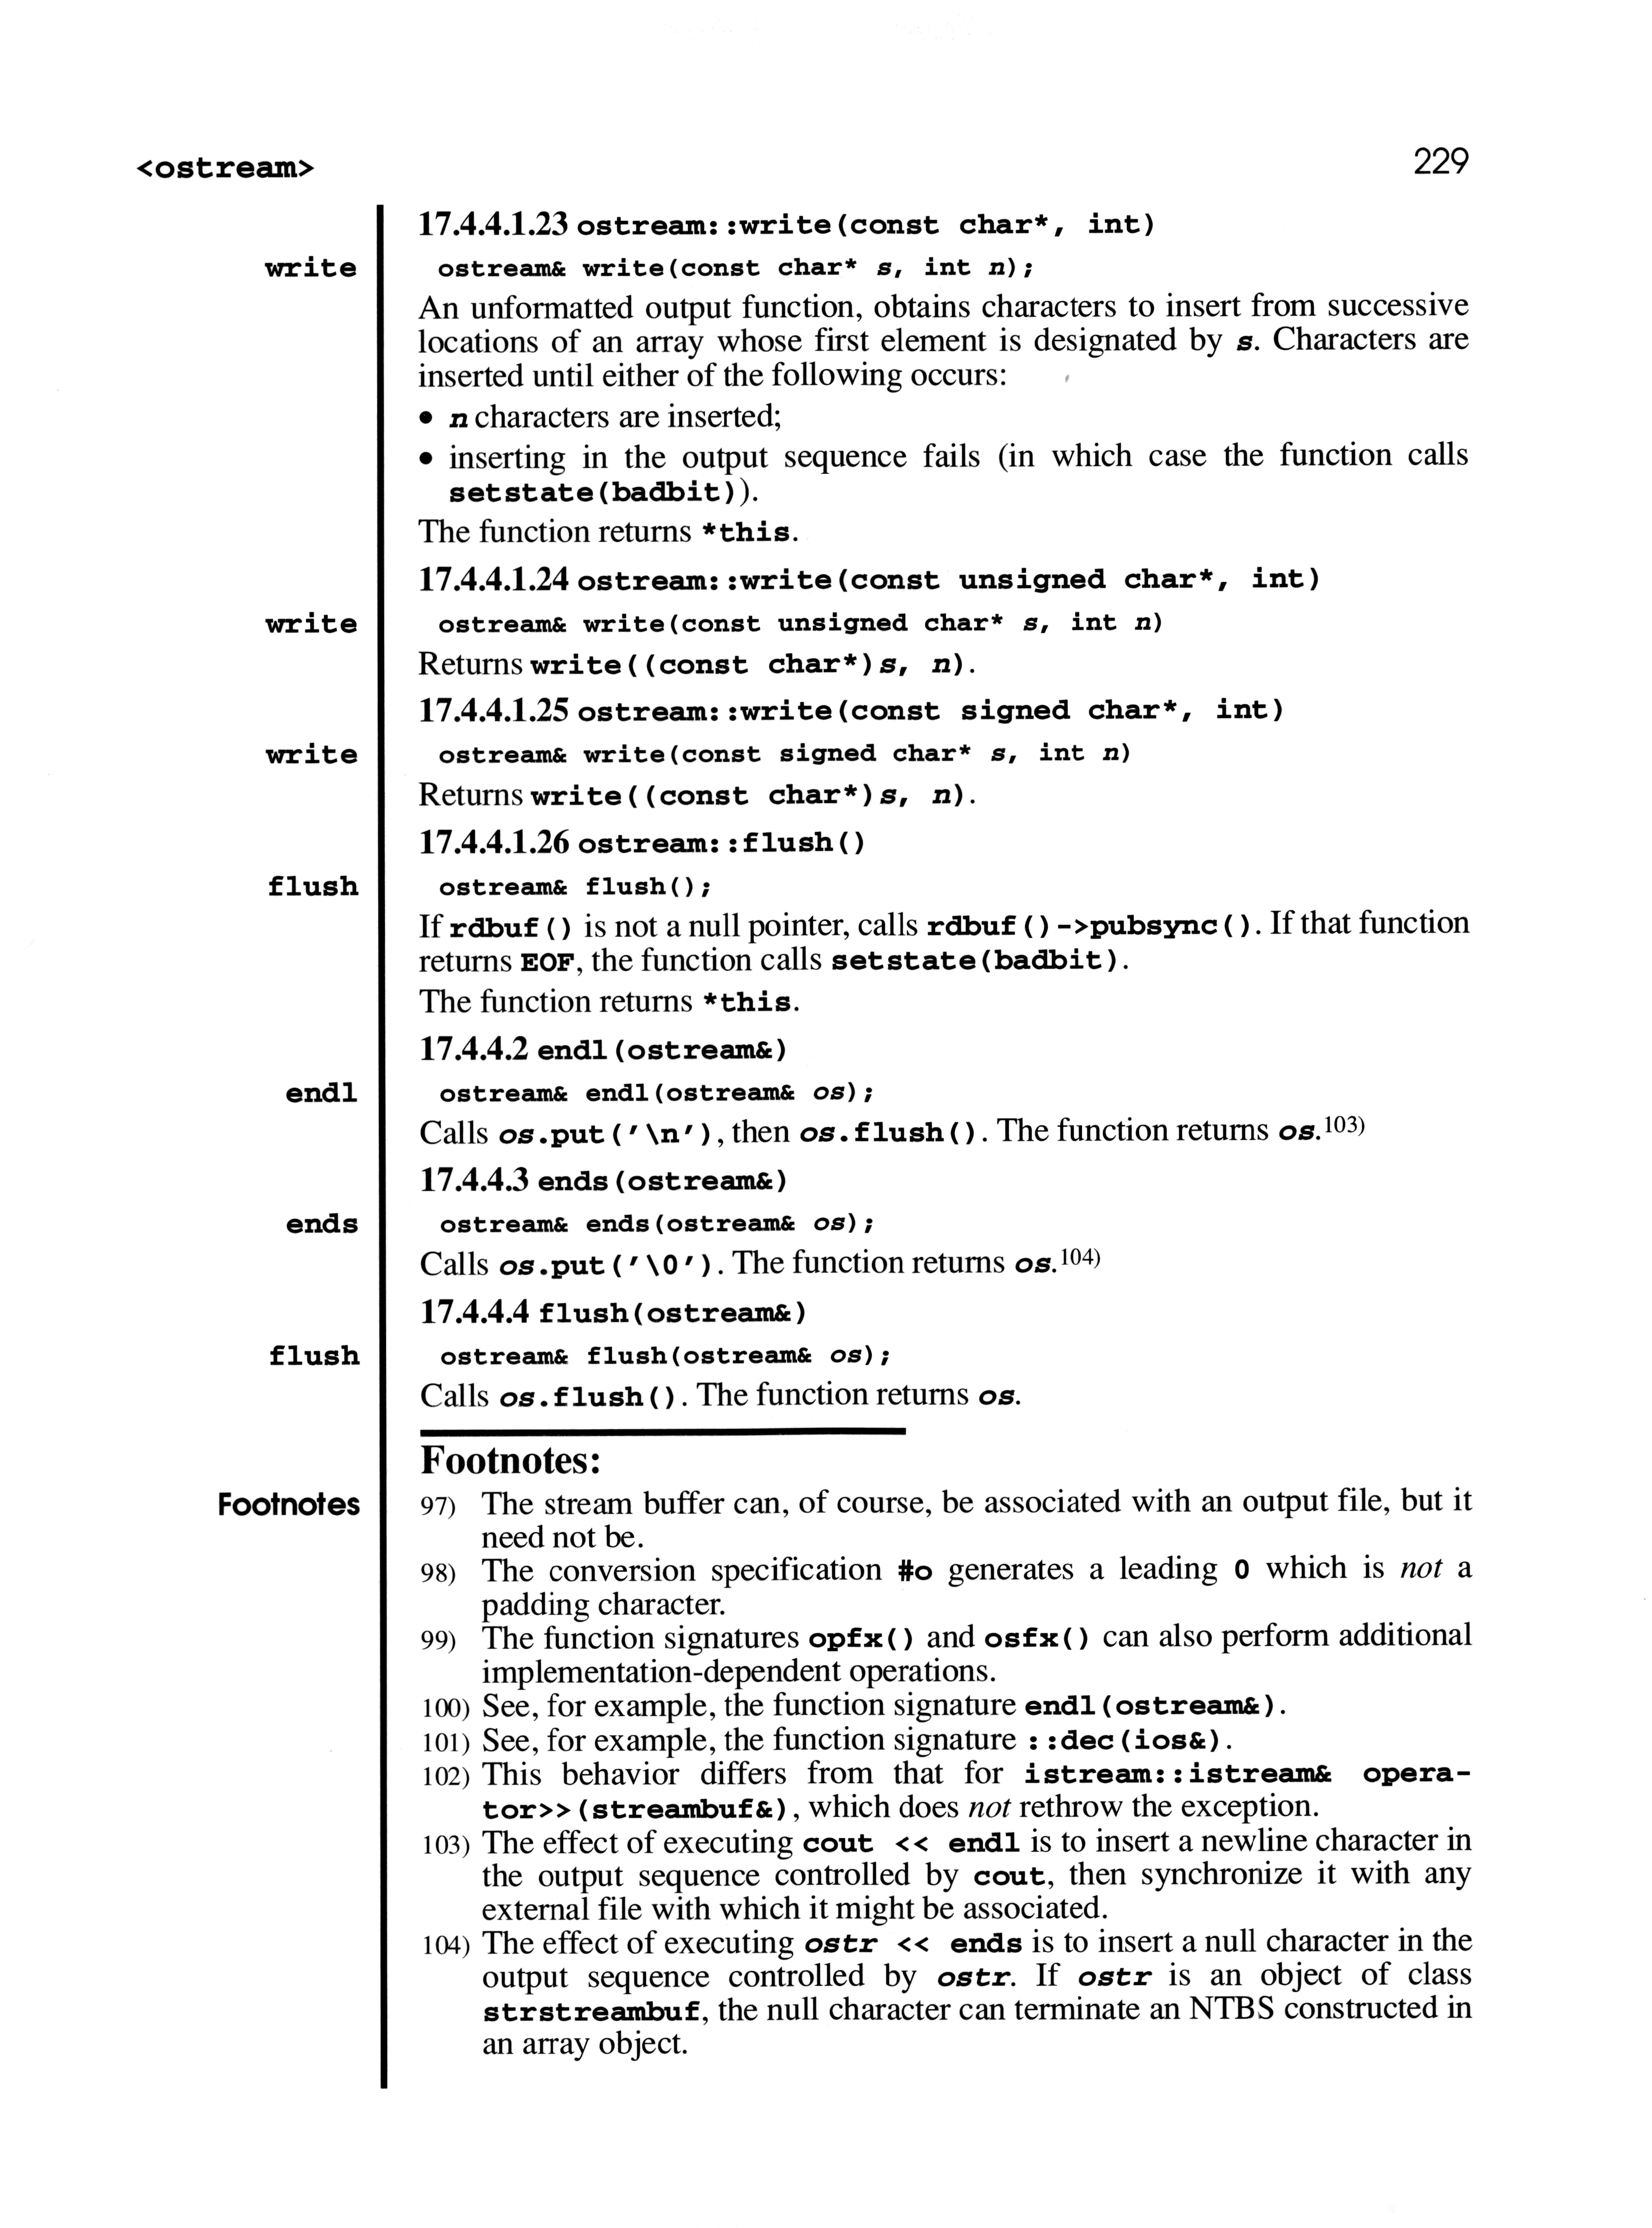 <ostream>
229
17.4.4.1.23 ostream::write(const char*, int)
write
ostream& write(const char* s, int n);
An unformatted output function, obtains characters to insert from successive
locations of an array whose first element is designated by s. Characters are
inserted until either of the following occurs:
• n characters are inserted;
• inserting in the output sequence fails (in which case the function calls
setstate(badbit)).
The function returns *this.
17.4.4.1.24 ostream::write(const unsigned char*, int)
write
ostream& write(const unsigned char* s, int n)
Returns write((const char*)s, n).
17.4.4.1.25 ostream::write(const signed char*, int)
write
ostream& write(const signed char* s, int n)
Returns write((const char*)s, n).
17.4.4.1.26 ostream::flush()
flush
ostream& flush();
If rdbuf() is not a null pointer, calls rdbuf()->pubsync(). If that function
returns EOF, the function calls setstate(badbit).
The function returns *this.
17.4.4.2 endl(ostream&)
endl
ostream& endl(ostream& os);
Calls os.put('\n'), then os.flush(). The function returns os.103)
17.4.4.3 ends(ostream&)
ends
ostream& ends(ostream& os);
Calls os.put('\0'). The function returns os.104)
17.4.4.4 flush(ostream&)
flush
ostream& flush(ostream& os);
Calls os.flush(). The function returns os.
Footnotes:
Footnotes
97) The stream buffer can, of course, be associated with an output file, but it
need not be.
98) The conversion specification #o generates a leading 0 which is not a
padding character.
99) The function signatures opfx() and osfx() can also perform additional
implementation-dependent operations.
100) See, for example, the function signature endl(ostream&).
101) See, for example, the function signature ::dec(ios&).
102) This behavior differs from that for istream::istream& opera-
tor>>(streambuf&), which does not rethrow the exception.
103) The effect of executing cout << endl is to insert a newline character in
the output sequence controlled by cout, then synchronize it with any
external file with which it might be associated.
104) The effect of executing ostr << ends is to insert a null character in the
output sequence controlled by ostr. If ostr is an object of class
strstreambuf, the null character can terminate an NTBS constructed in
an array object.